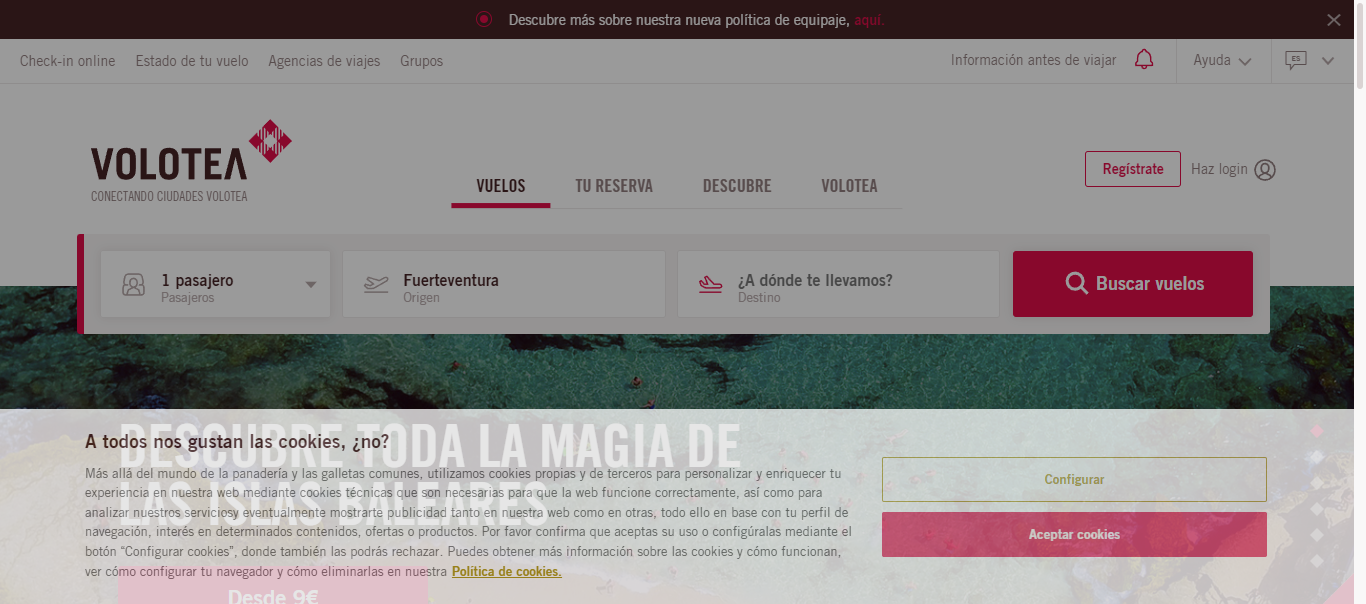 Descubre más sobre nuestra nueva política de equipaje, aquí.
Check-in online
Estado de tu vuelo
Agencias de viajes
Grupos
Información antes de viajar
Ayuda
ES
VOLOTEA
CONECTANDO CIUDADES VOLOTEA
VUELOS
TU RESERVA
DESCUBRE
VOLOTEA
Regístrate
Haz login
1 pasajero
Pasajeros
Fuerteventura
Origen
¿A dónde te llevamos?
Destino
Buscar vuelos
DESCUBRE TODA LA MAGIA DE
LAS ISLAS BALEARES
Desde 9€
A todos nos gustan las cookies, ¿no?
Más allá del mundo de la panadería y las galletas comunes, utilizamos cookies propias y de terceros para personalizar y enriquecer tu
experiencia en nuestra web mediante cookies técnicas que son necesarias para que la web funcione correctamente, así como para
analizar nuestros serviciosy eventualmente mostrarte publicidad tanto en nuestra web como en otras, todo ello en base con tu perfil de
navegación, interés en determinados contenidos, ofertas o productos. Por favor confirma que aceptas su uso o configúralas mediante el
botón “Configurar cookies”, donde también las podrás rechazar. Puedes obtener más información sobre las cookies y cómo funcionan,
ver cómo configurar tu navegador y cómo eliminarlas en nuestra Política de cookies.
Configurar
Aceptar cookies